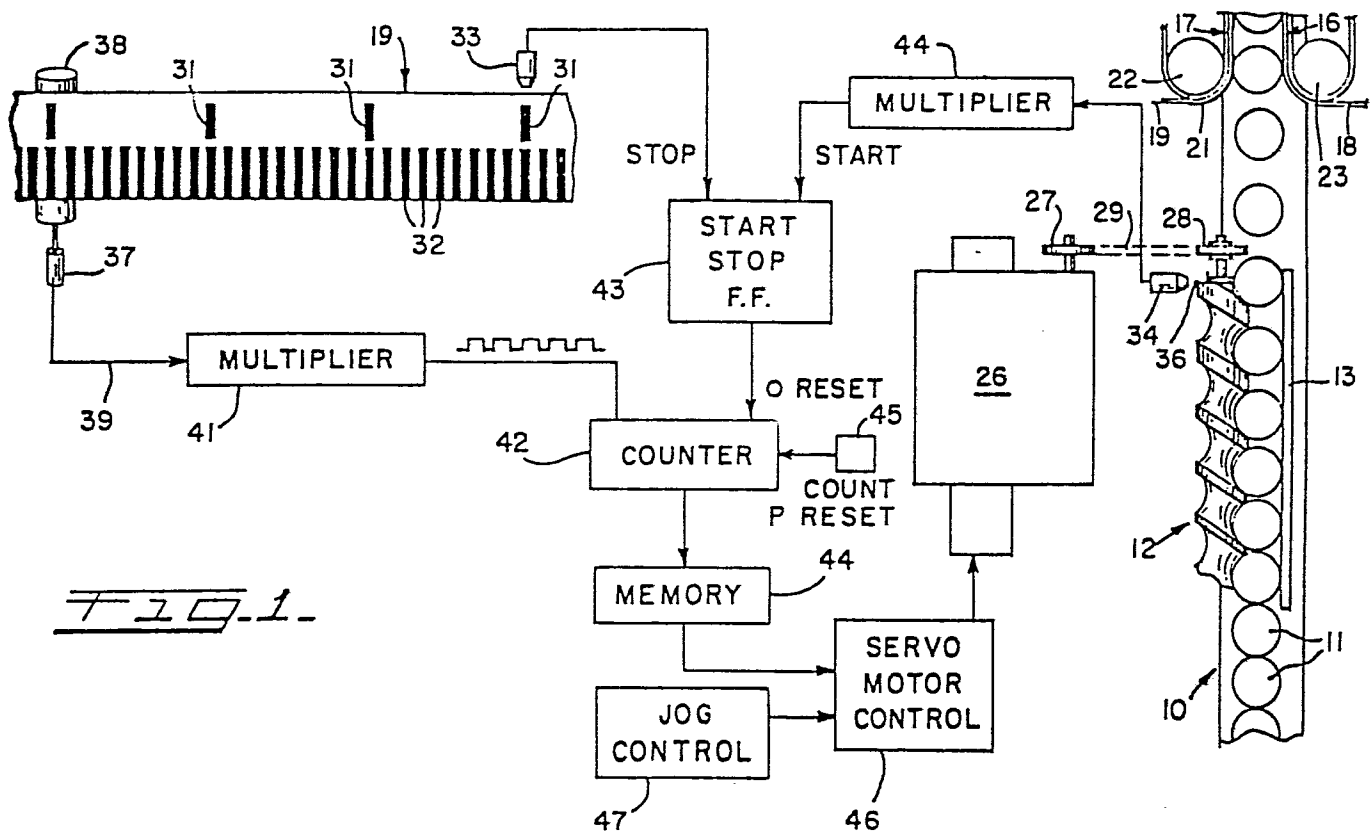 38
33
19
31
31
31
32
37
39
MULTIPLIER
41
STOP
START
44
MULTIPLIER
START
STOP
F.F.
43
O RESET
COUNTER
42
45
COUNT
P RESET
MEMORY
44
JOG
CONTROL
47
SERVO
MOTOR
CONTROL
46
26
27
29
28
34
36
17
16
22
23
19
21
18
13
12
11
10
FIG.1.